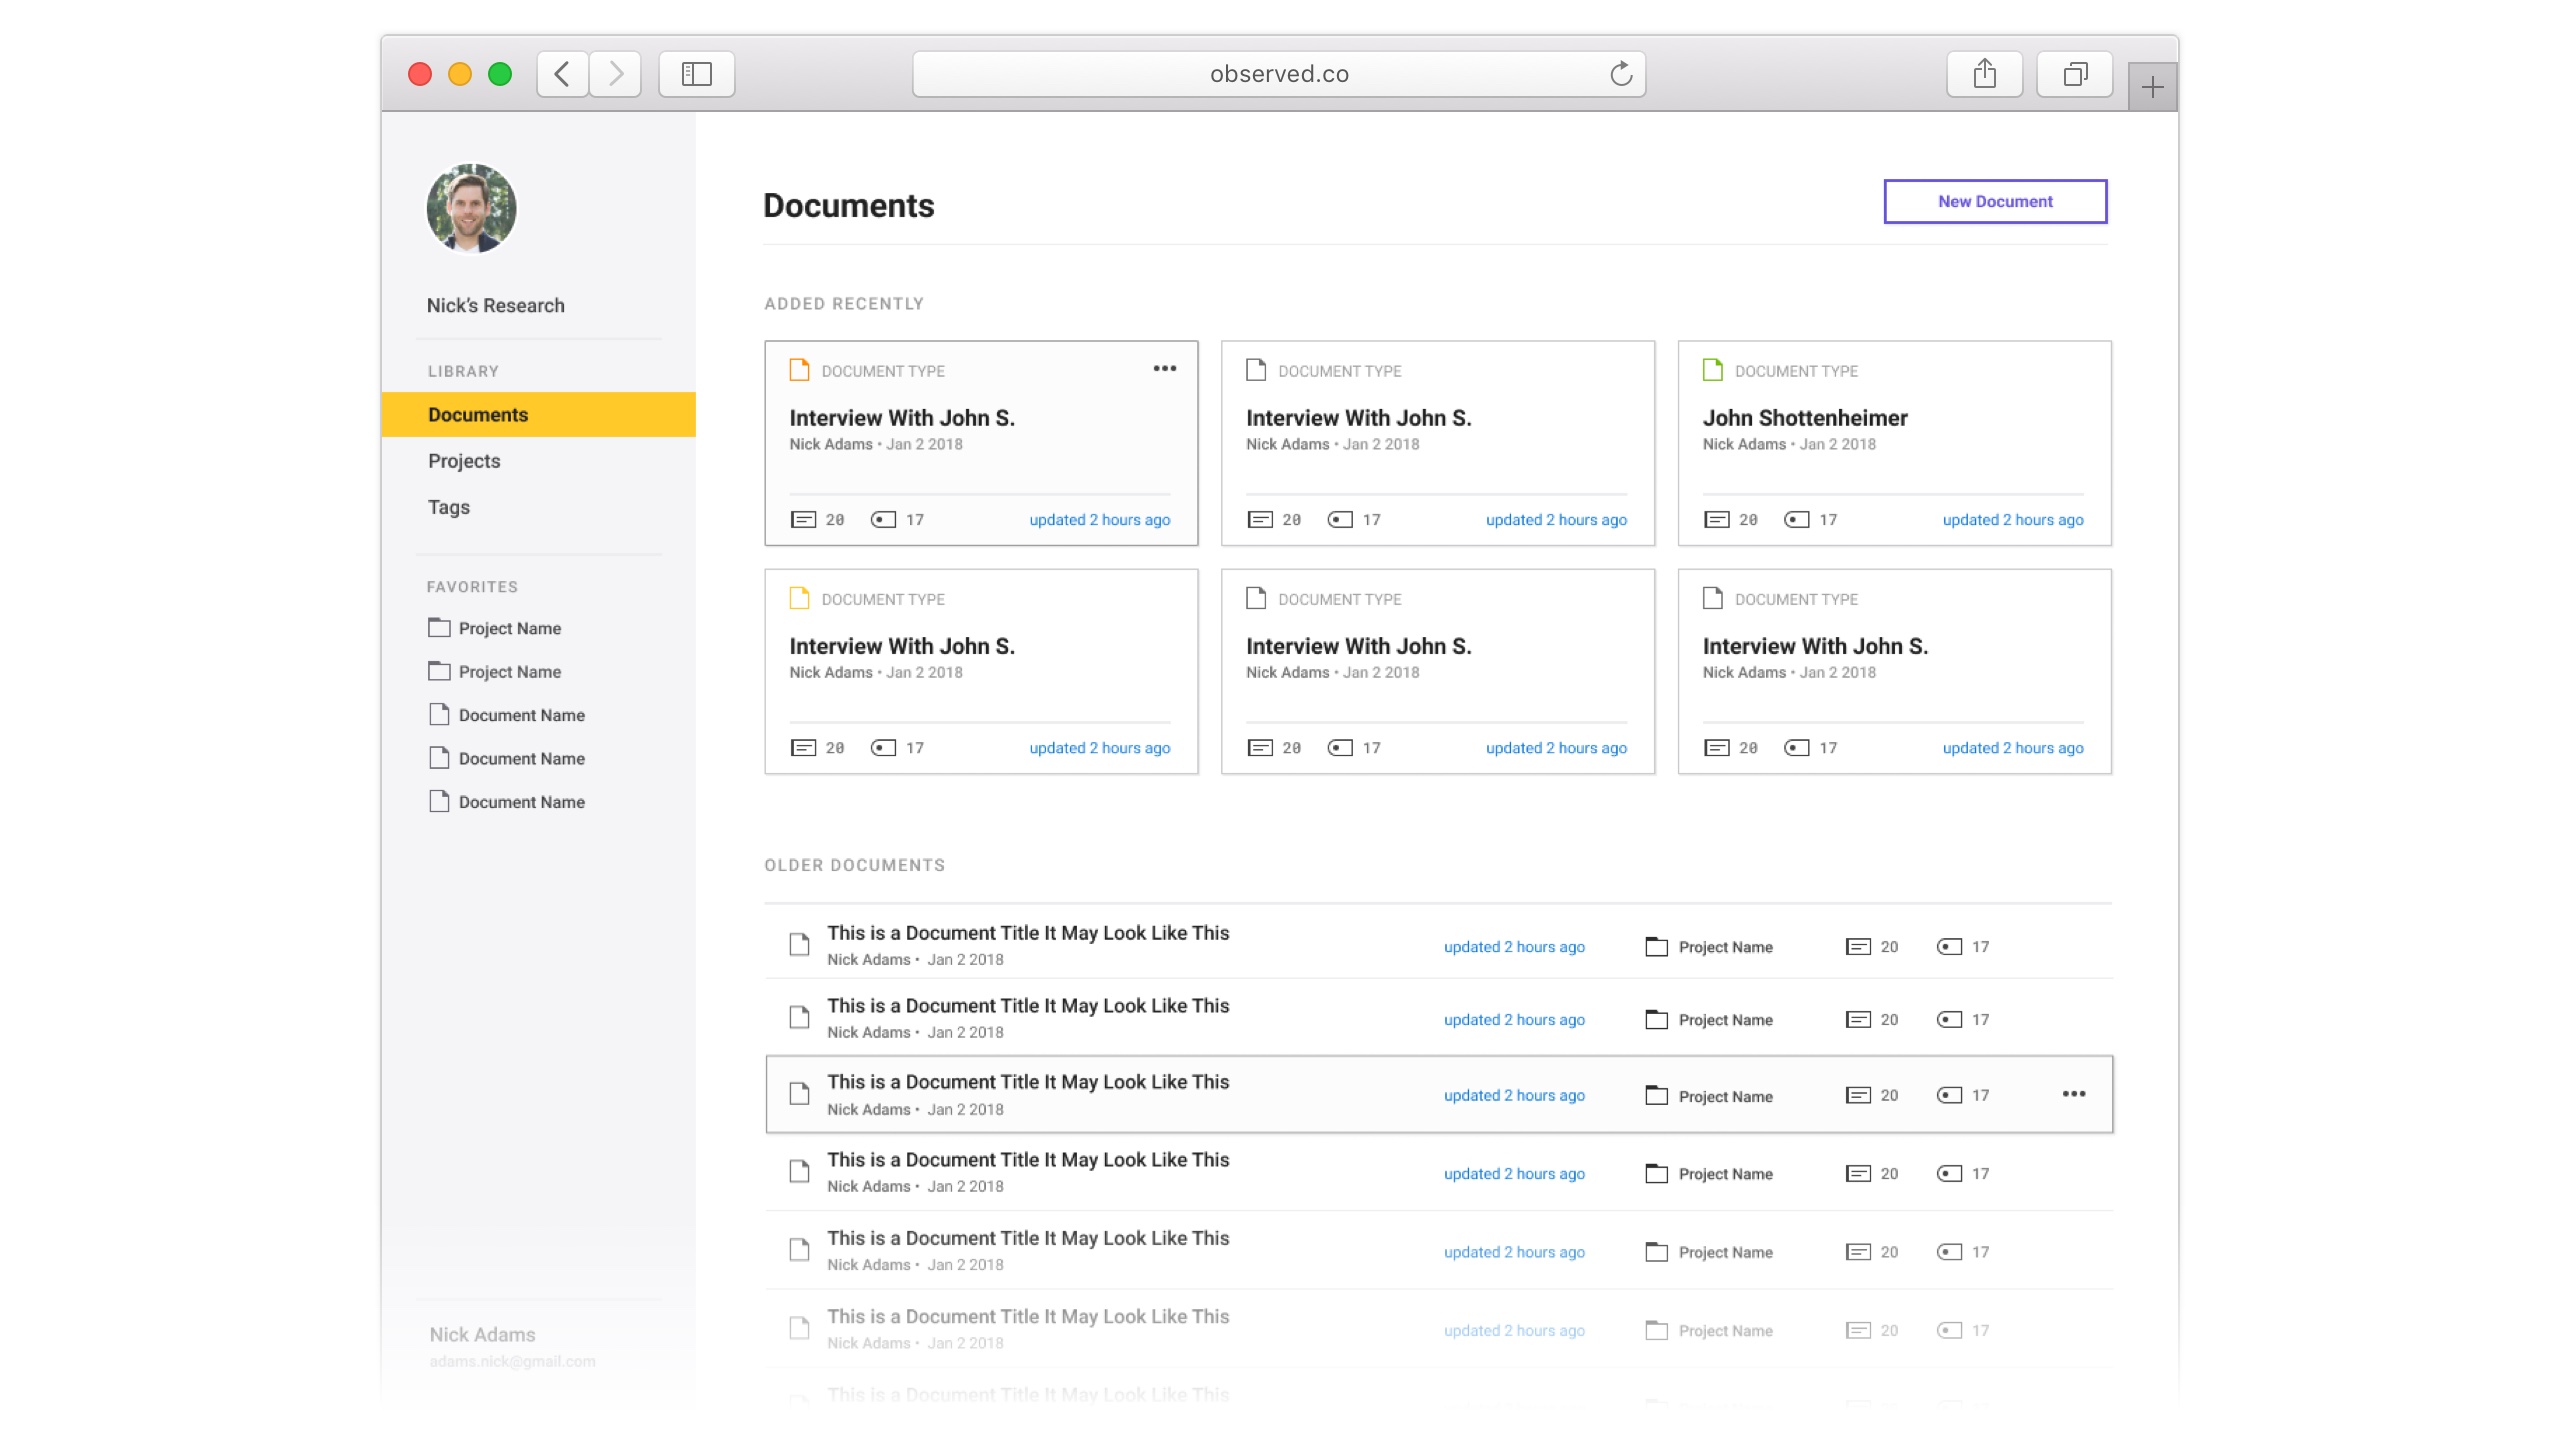 observed.co
Nick's Research
LIBRARY
Documents
Projects
Tags
FAVORITES
Project Name
Project Name
Document Name
Document Name
Document Name
Nick Adams
adams.nick@gmail.com
Documents
New Document
ADDED RECENTLY
DOCUMENT TYPE
Interview With John S.
Nick Adams • Jan 2 2018
20 17 updated 2 hours ago
DOCUMENT TYPE
Interview With John S.
Nick Adams • Jan 2 2018
20 17 updated 2 hours ago
DOCUMENT TYPE
John Shottenheimer
Nick Adams • Jan 2 2018
20 17 updated 2 hours ago
DOCUMENT TYPE
Interview With John S.
Nick Adams • Jan 2 2018
20 17 updated 2 hours ago
DOCUMENT TYPE
Interview With John S.
Nick Adams • Jan 2 2018
20 17 updated 2 hours ago
DOCUMENT TYPE
Interview With John S.
Nick Adams • Jan 2 2018
20 17 updated 2 hours ago
OLDER DOCUMENTS
This is a Document Title It May Look Like This
Nick Adams • Jan 2 2018
updated 2 hours ago Project Name 20 17
This is a Document Title It May Look Like This
Nick Adams • Jan 2 2018
updated 2 hours ago Project Name 20 17
This is a Document Title It May Look Like This
Nick Adams • Jan 2 2018
updated 2 hours ago Project Name 20 17
This is a Document Title It May Look Like This
Nick Adams • Jan 2 2018
updated 2 hours ago Project Name 20 17
This is a Document Title It May Look Like This
Nick Adams • Jan 2 2018
updated 2 hours ago Project Name 20 17
This is a Document Title It May Look Like This
Nick Adams • Jan 2 2018
updated 2 hours ago Project Name 20 17
This is a Document Title It May Look Like This